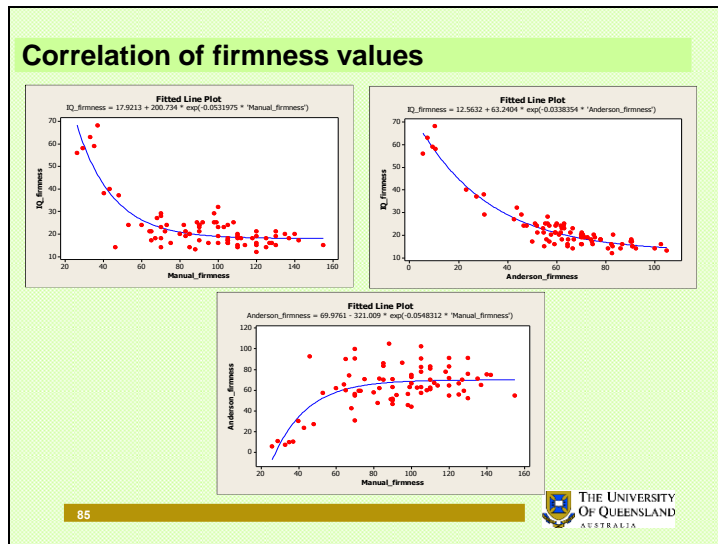 Correlation of firmness values
Fitted Line Plot
IQ_firmness = 17.9213 + 200.734 * exp(-0.0531975 * 'Manual_firmness')
70
60
50
40
30
20
10
IQ_firmness
20 40 60 80 100 120 140 160
Manual_firmness
Fitted Line Plot
IQ_firmness = 12.5632 + 63.2404 * exp(-0.0338354 * 'Anderson_firmness')
70
60
50
40
30
20
10
IQ_firmness
0 20 40 60 80 100
Anderson_firmness
Fitted Line Plot
Anderson_firmness = 69.9761 - 321.009 * exp(-0.0548312 * 'Manual_firmness')
120
100
80
60
40
20
0
Anderson_firmness
20 40 60 80 100 120 140 160
Manual_firmness
85
THE UNIVERSITY
OF QUEENSLAND
AUSTRALIA